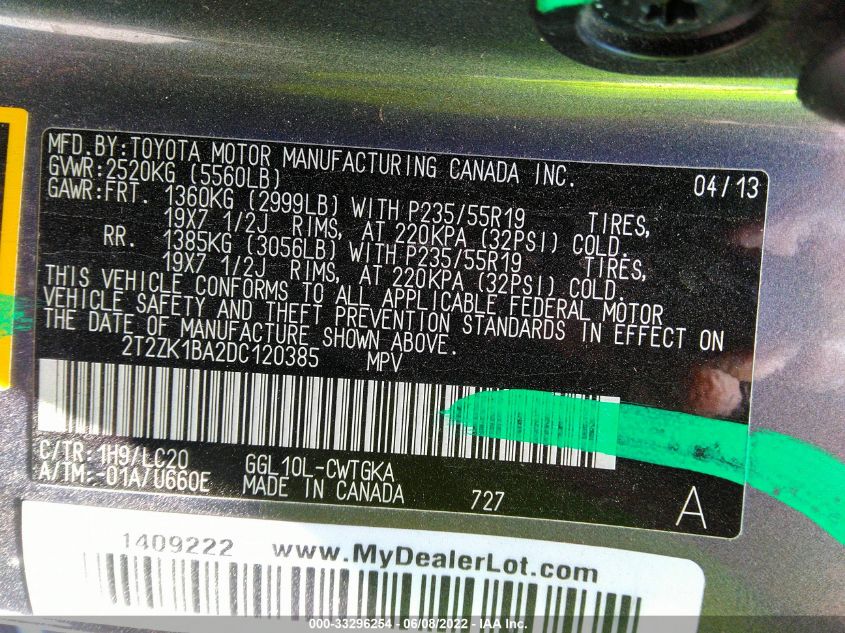 MFD.BY:TOYOTA MOTOR MANUFACTURING CANADA INC.
GVWR:2520KG (5560LB) 04/13
GAWR:FRT. 1360KG (2999LB) WITH P235/55R19 TIRES,
19X7 1/2J RIMS, AT 220KPA (32PSI) COLD.
RR. 1385KG (3056LB) WITH P235/55R19 TIRES,
19X7 1/2J RIMS, AT 220KPA (32PSI) COLD.
THIS VEHICLE CONFORMS TO ALL APPLICABLE FEDERAL MOTOR
VEHICLE SAFETY AND THEFT PREVENTION STANDARDS IN EFFECT ON
THE DATE OF MANUFACTURE SHOWN ABOVE.
2T2ZK1BA2DC120385 MPV
C/TR:1H9/LC20 GGL10L-CWTGKA
A/TM:-01A/U660E MADE IN CANADA 727 A
1409222 www.MyDealerLot.com
000-33296254 - 06/08/2022 - IAA Inc.